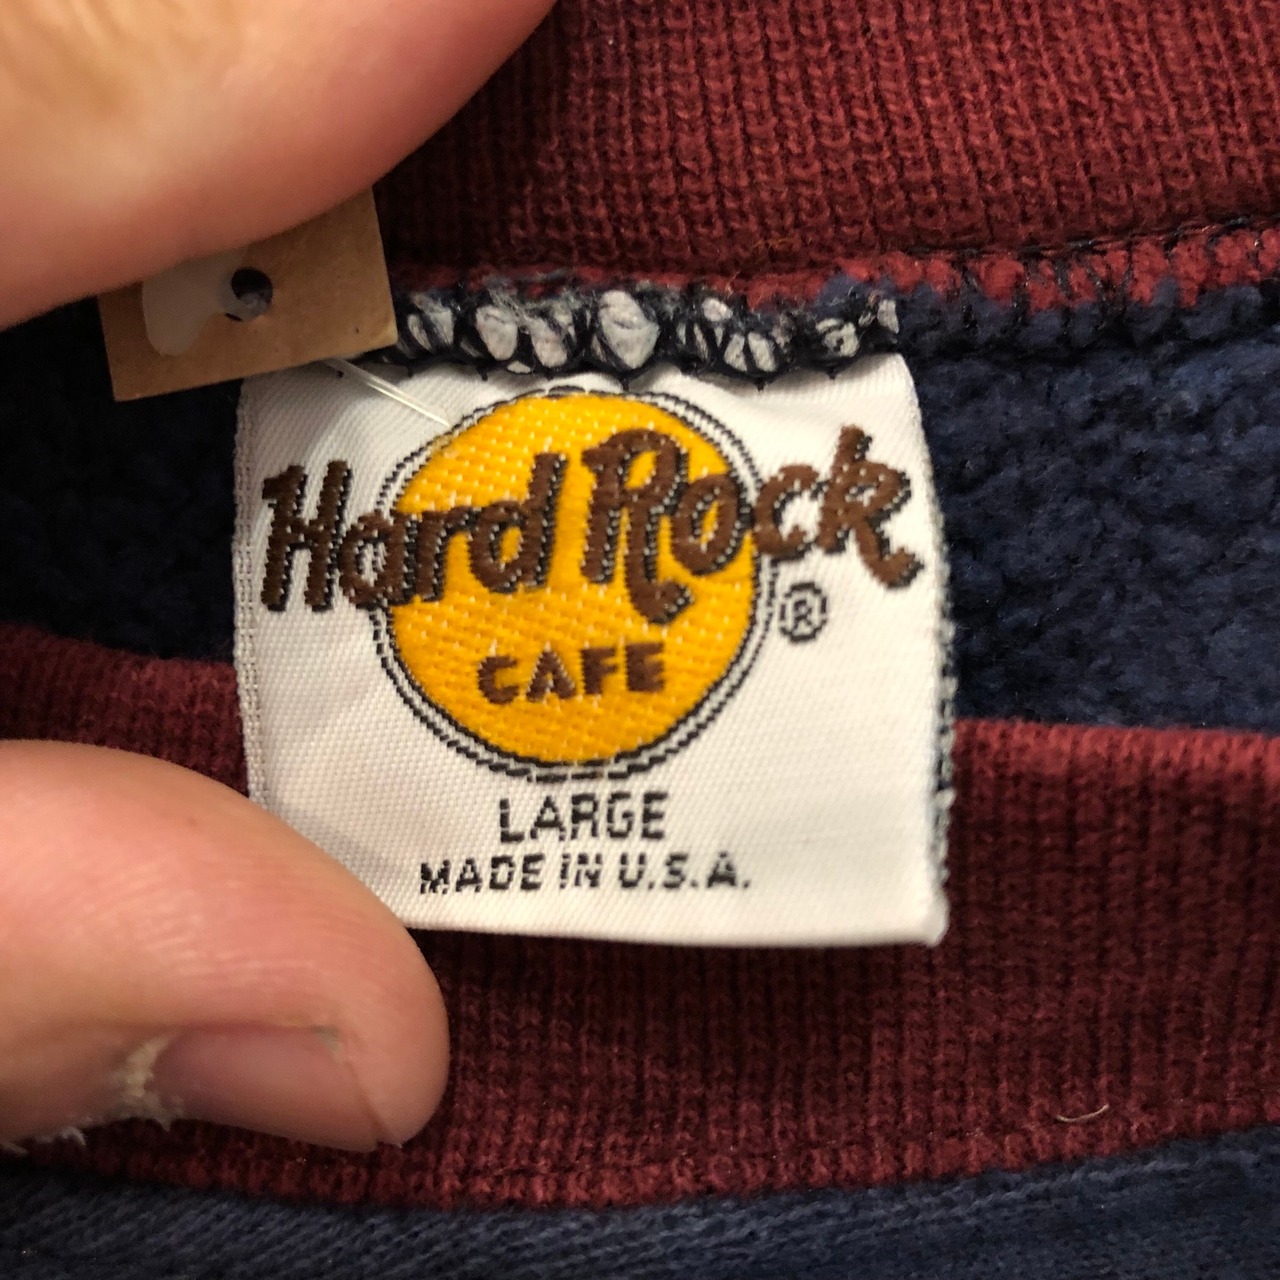 Hard Rock
CAFE
®
LARGE
MADE IN U.S.A.